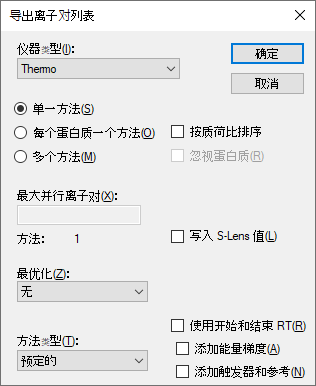 导出离子对列表
仪器类型(I):
Thermo
确定
取消
单一方法(S)
每个蛋白质一个方法(O)
按质荷比排序
多个方法(M)
忽视蛋白质(R)
最大并行离子对(X):
方法: 1
写入 S-Lens 值(L)
最优化(Z):
无
使用开始和结束 RT(R)
方法类型(T):
添加能量梯度(A)
预定的
添加触发器和参考(N)